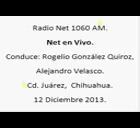 Radio Net 1060 AM.
Net en Vivo.
Conduce: Rogelio González Quiroz,
Alejandro Velasco.
Cd. Juárez, Chihuahua.
12 Diciembre 2013.